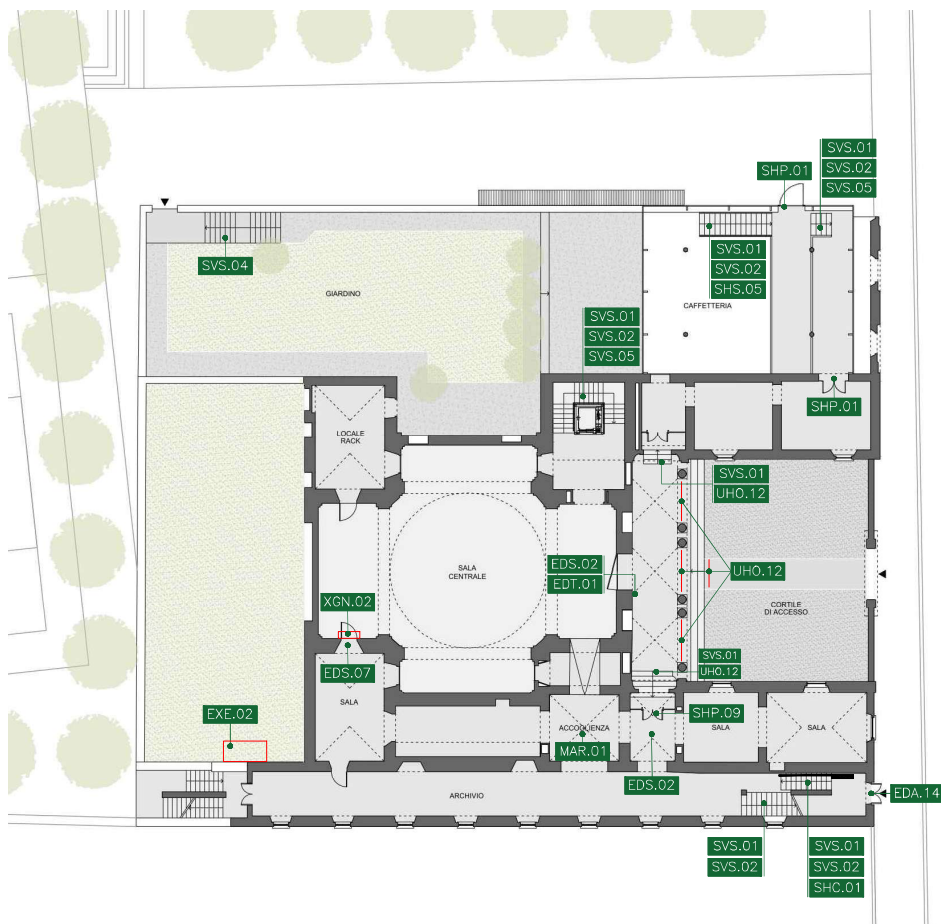 SVS.01
SVS.02
SVS.05
SHP.01
SVS.04
SVS.01
SVS.02
SHS.05
GIARDINO
CAFFETTERIA
SVS.01
SVS.02
SVS.05
SHP.01
LOCALE
RACK
SVS.01
UHO.12
EDS.02
EDT.01
SALA
CENTRALE
UHO.12
XGN.02
CORTILE
DI ACCESSO
SVS.01
UHO.12
EDS.07
SALA
EXE.02
SHP.09
SALA
SALA
ACCOGLIENZA
MAR.01
EDS.02
ARCHIVIO
EDA.14
SVS.01
SVS.02
SVS.01
SVS.02
SHC.01